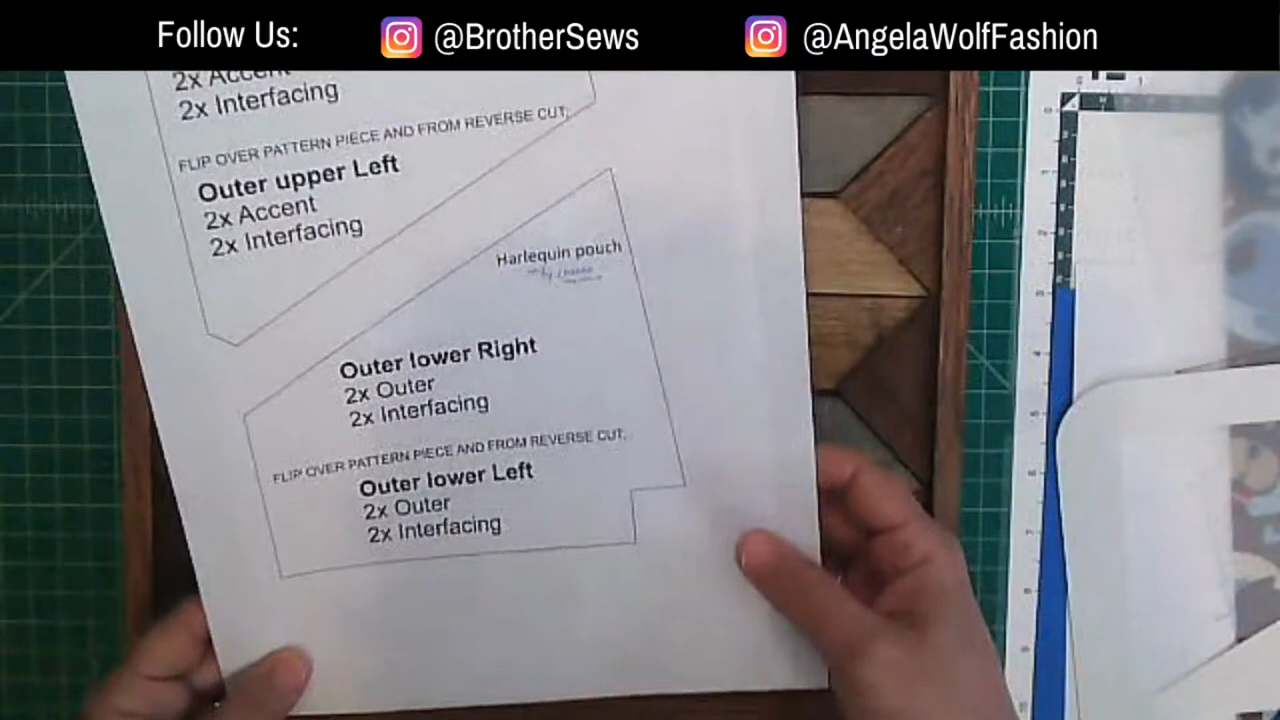 Follow Us: @BrotherSews @AngelaWolfFashion
2x Accent
2x Interfacing
FLIP OVER PATTERN PIECE AND FROM REVERSE CUT;
Outer upper Left
2x Accent
2x Interfacing
Harlequin pouch
Outer lower Right
2x Outer
2x Interfacing
FLIP OVER PATTERN PIECE AND FROM REVERSE CUT;
Outer lower Left
2x Outer
2x Interfacing